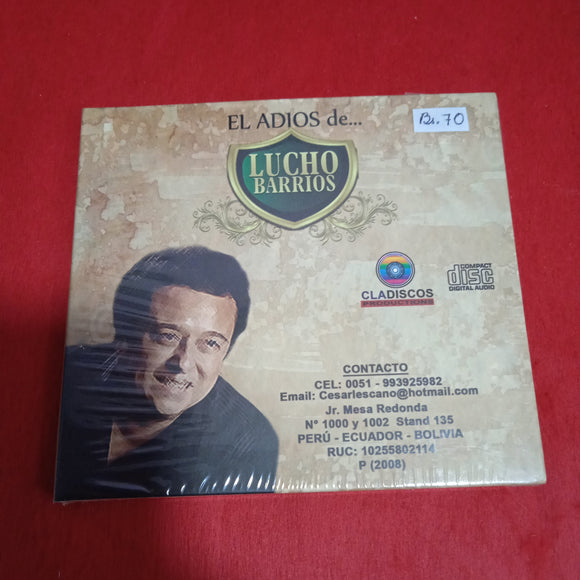 EL ADIOS de...
Bs. 70
LUCHO
BARRIOS
CLADISCOS
PRODUCTIONS
COMPACT
disc
DIGITAL AUDIO
CONTACTO
CEL: 0051 - 993925982
Email: Cesarlescano@hotmail.com
Jr. Mesa Redonda
N° 1000 y 1002 Stand 135
PERÚ - ECUADOR - BOLIVIA
RUC: 10255802114
P (2008)